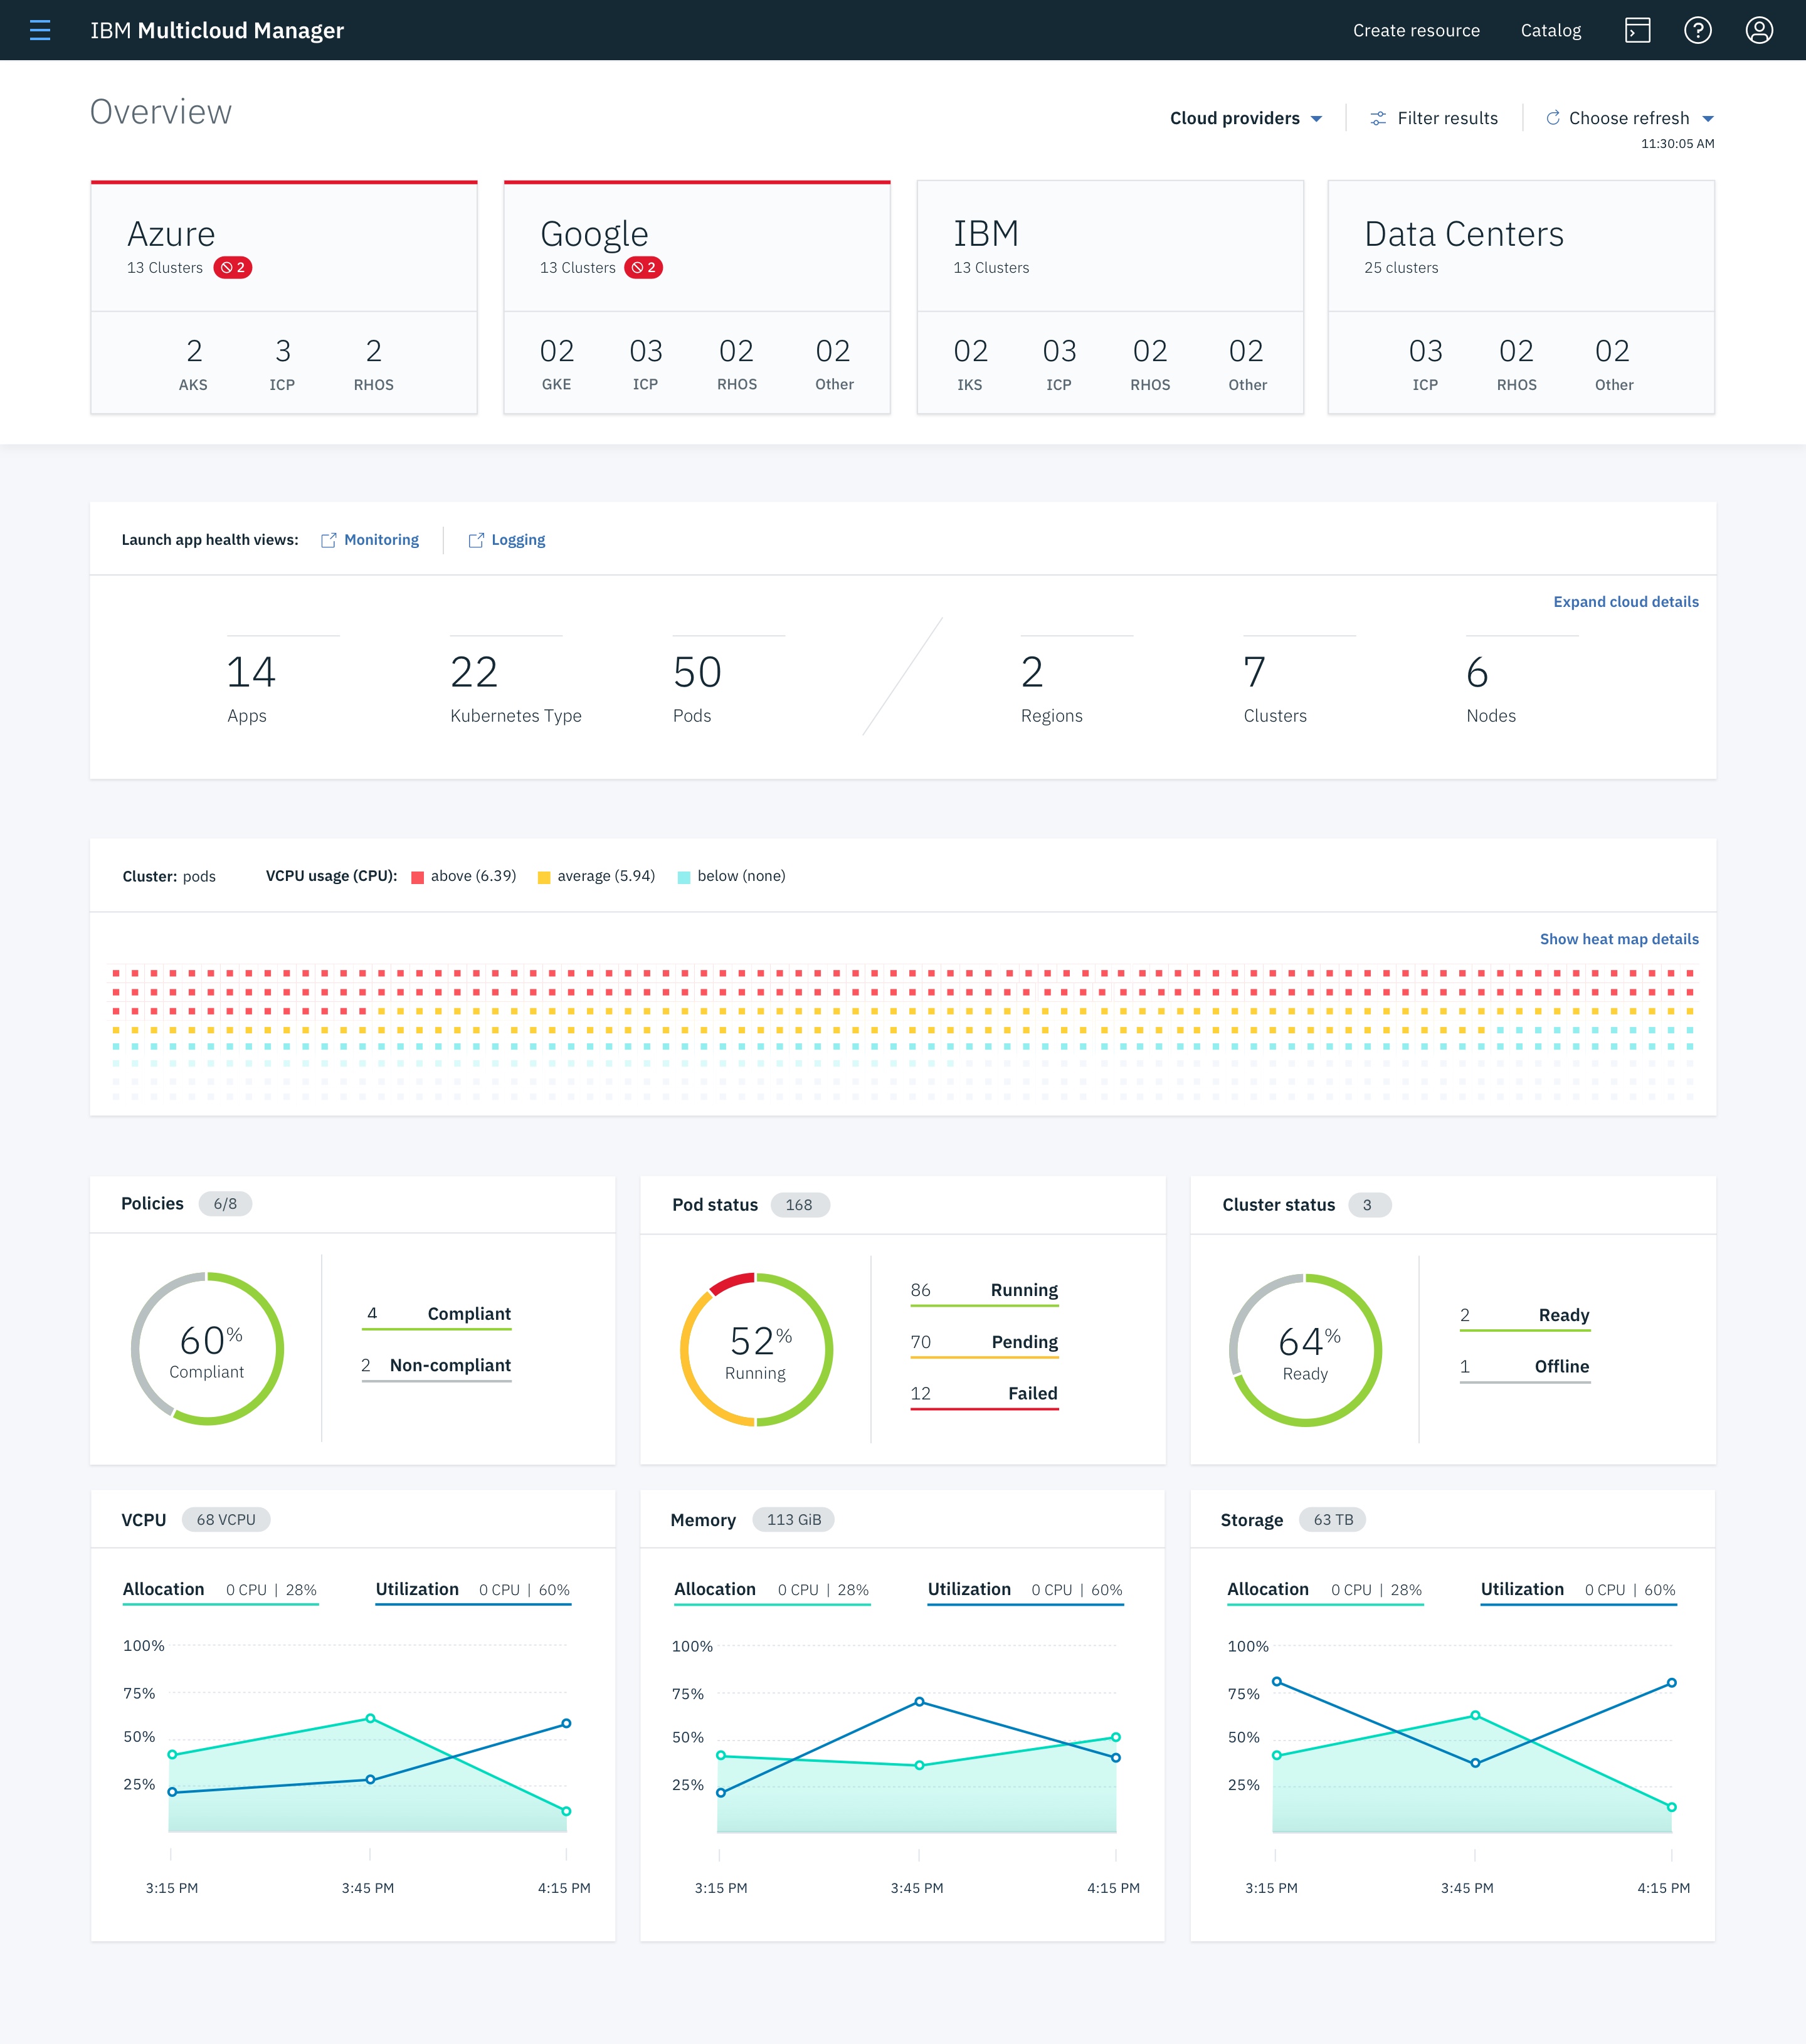 IBM Multicloud Manager
Create resource
Catalog
Overview
Cloud providers
Filter results
Choose refresh
11:30:05 AM
Azure
13 Clusters
2
2
AKS
3
ICP
2
RHOS
Google
13 Clusters
2
02
GKE
03
ICP
02
RHOS
02
Other
IBM
13 Clusters
02
IKS
03
ICP
02
RHOS
02
Other
Data Centers
25 clusters
03
ICP
02
RHOS
02
Other
Launch app health views:
Monitoring
Logging
Expand cloud details
14
Apps
22
Kubernetes Type
50
Pods
2
Regions
7
Clusters
6
Nodes
Cluster: pods
VCPU usage (CPU):
above (6.39)
average (5.94)
below (none)
Show heat map details
Policies
6/8
60%
Compliant
4 Compliant
2 Non-compliant
Pod status
168
52%
Running
86 Running
70 Pending
12 Failed
Cluster status
3
64%
Ready
2 Ready
1 Offline
VCPU
68 VCPU
Allocation 0 CPU | 28%
Utilization 0 CPU | 60%
100%
75%
50%
25%
3:15 PM
3:45 PM
4:15 PM
Memory
113 GiB
Allocation 0 CPU | 28%
Utilization 0 CPU | 60%
100%
75%
50%
25%
3:15 PM
3:45 PM
4:15 PM
Storage
63 TB
Allocation 0 CPU | 28%
Utilization 0 CPU | 60%
100%
75%
50%
25%
3:15 PM
3:45 PM
4:15 PM